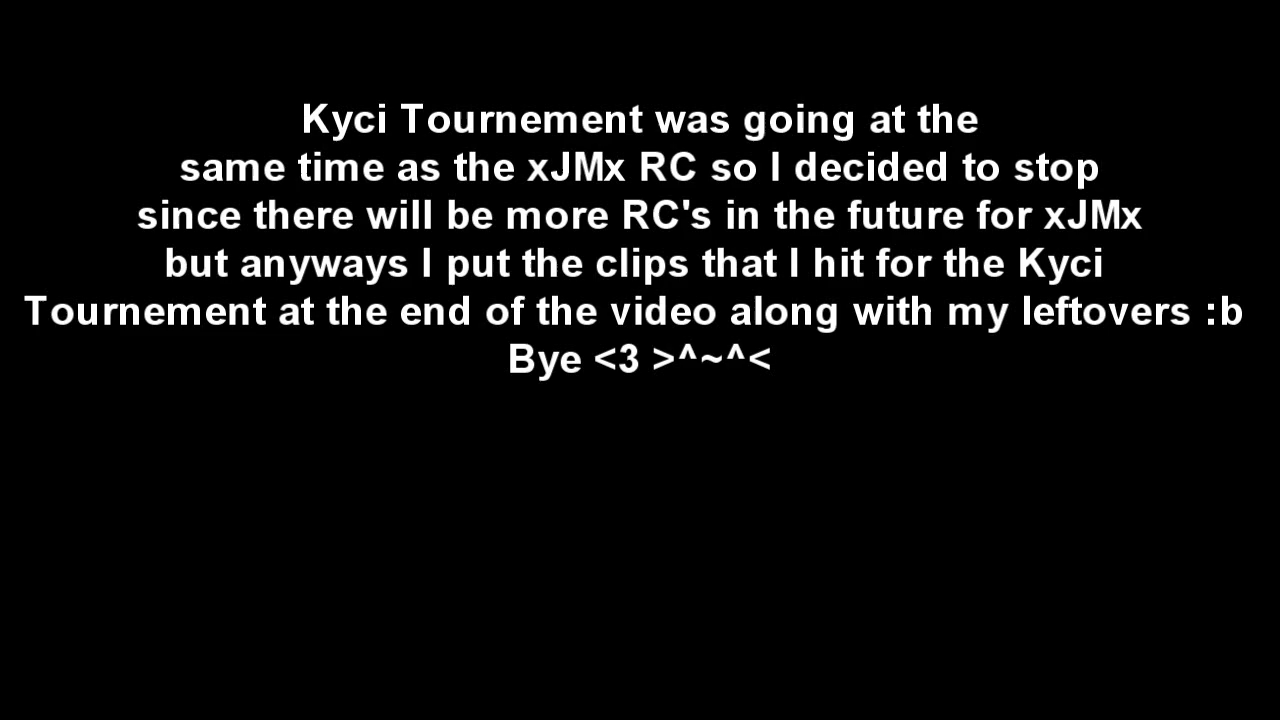 Kyci Tournement was going at the
same time as the xJMx RC so I decided to stop
since there will be more RC's in the future for xJMx
but anyways I put the clips that I hit for the Kyci
Tournement at the end of the video along with my leftovers :b
Bye <3 >^~^<